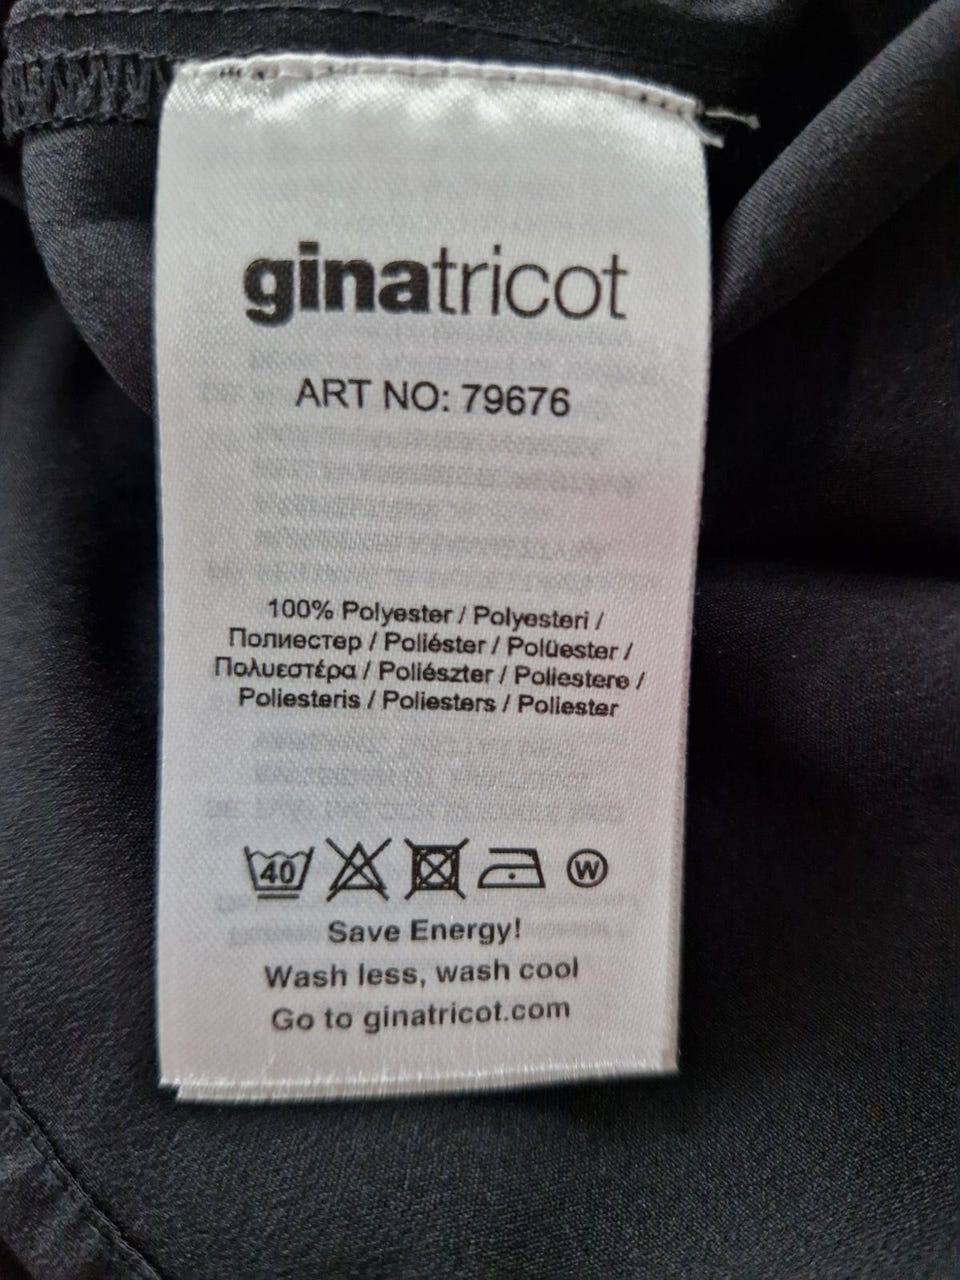 ginatricot
ART NO: 79676
100% Polyester / Polyesteri /
Полиестер / Poliéster / Polüester /
Πολυεστέρα / Poliészter / Poliestere /
Poliesteris / Poliesters / Poliester
40 W
Save Energy!
Wash less, wash cool
Go to ginatricot.com